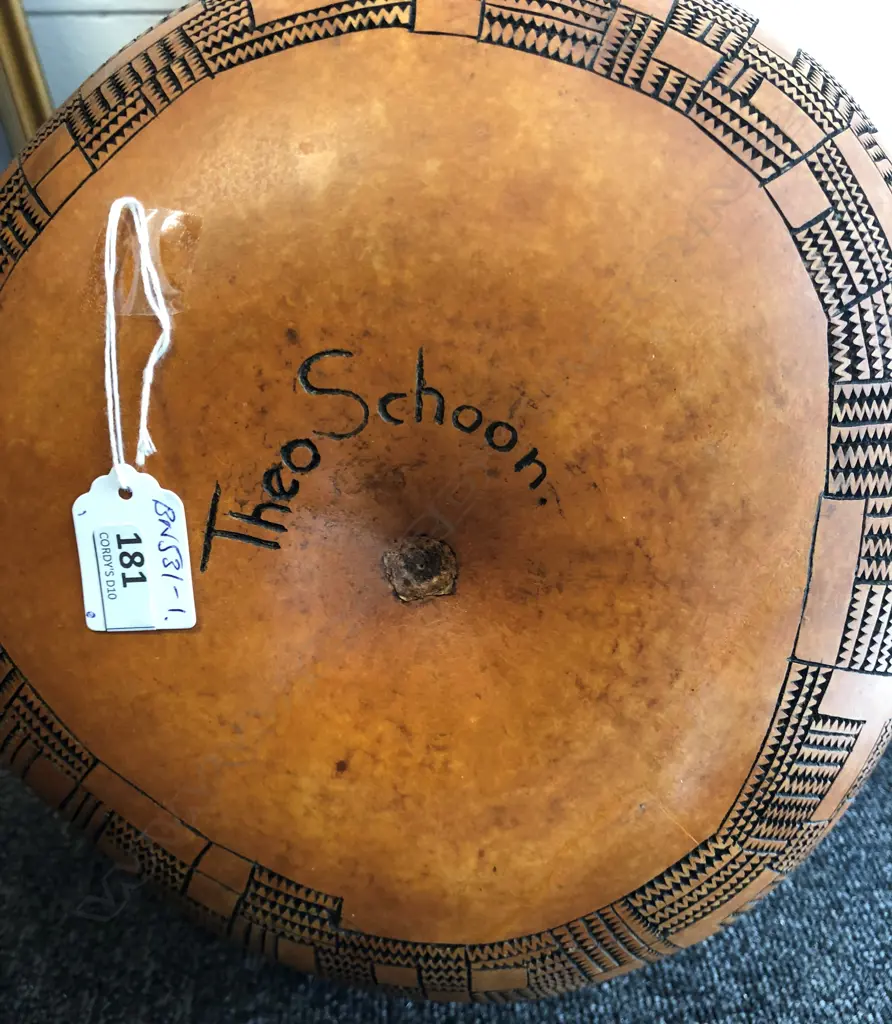 Theo Schoon.
BN531-1.
181
CORDY'S D10